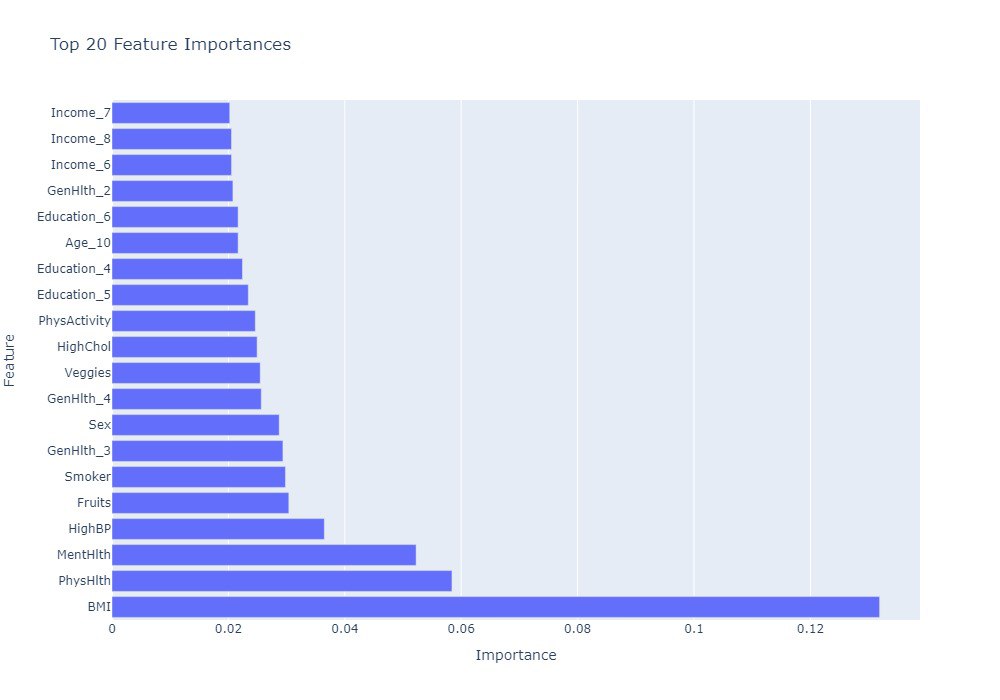 Top 20 Feature Importances
Income_7
Income_8
Income_6
GenHlth_2
Education_6
Age_10
Education_4
Education_5
PhysActivity
HighChol
Veggies
GenHlth_4
Sex
GenHlth_3
Smoker
Fruits
HighBP
MentHlth
PhysHlth
BMI
Feature
0 0.02 0.04 0.06 0.08 0.1 0.12
Importance